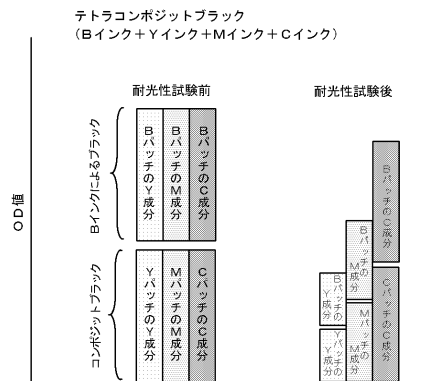 テトラコンポジットブラック
(Bインク+Yインク+Mインク+Cインク)
耐光性試験前
耐光性試験後
OD値
Bインクによるブラック
BパッチのY成分
BパッチのM成分
BパッチのC成分
コンポジットブラック
YパッチのY成分
MパッチのM成分
CパッチのC成分
BパッチのY成分
BパッチのM成分
BパッチのC成分
YパッチのY成分
MパッチのM成分
CパッチのC成分